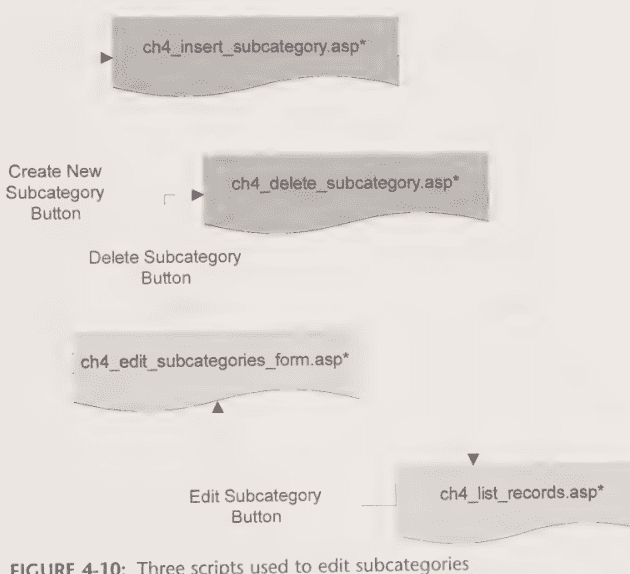 ch4_insert_subcategory.asp*
Create New
Subcategory
Button
ch4_delete_subcategory.asp*
Delete Subcategory
Button
ch4_edit_subcategories_form.asp*
Edit Subcategory
Button
ch4_list_records.asp*
FIGURE 4-10: Three scripts used to edit subcategories